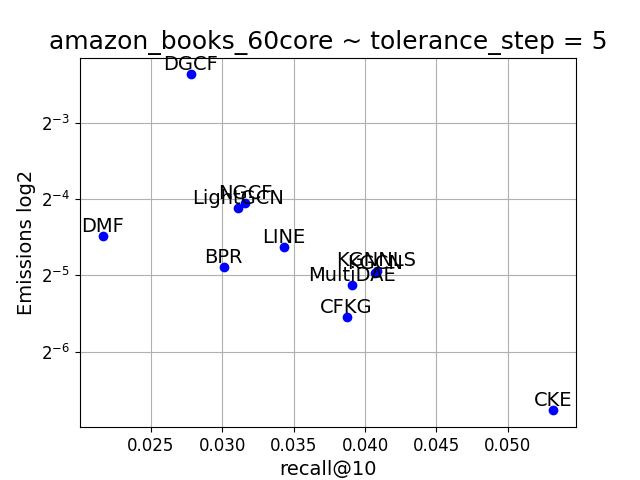 amazon_books_60core ~ tolerance_step = 5
DGCF
2⁻³
NGCF
2⁻⁴
LightGCN
DMF
LINE
BPR
KGNNLS
KGCN
2⁻⁵
MultiDAE
CFKG
2⁻⁶
CKE
Emissions log2
0.025 0.030 0.035 0.040 0.045 0.050
recall@10